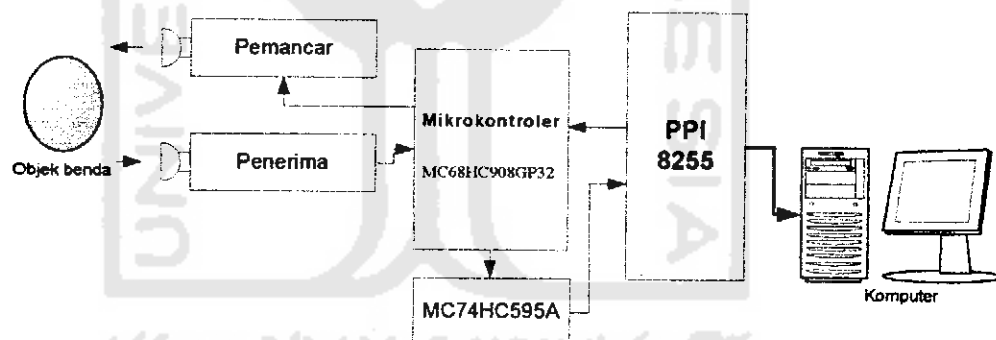 Pemancar
Objek benda
Penerima
Mikrokontroler
MC68HC908GP32
PPI
8255
MC74HC595A
Komputer